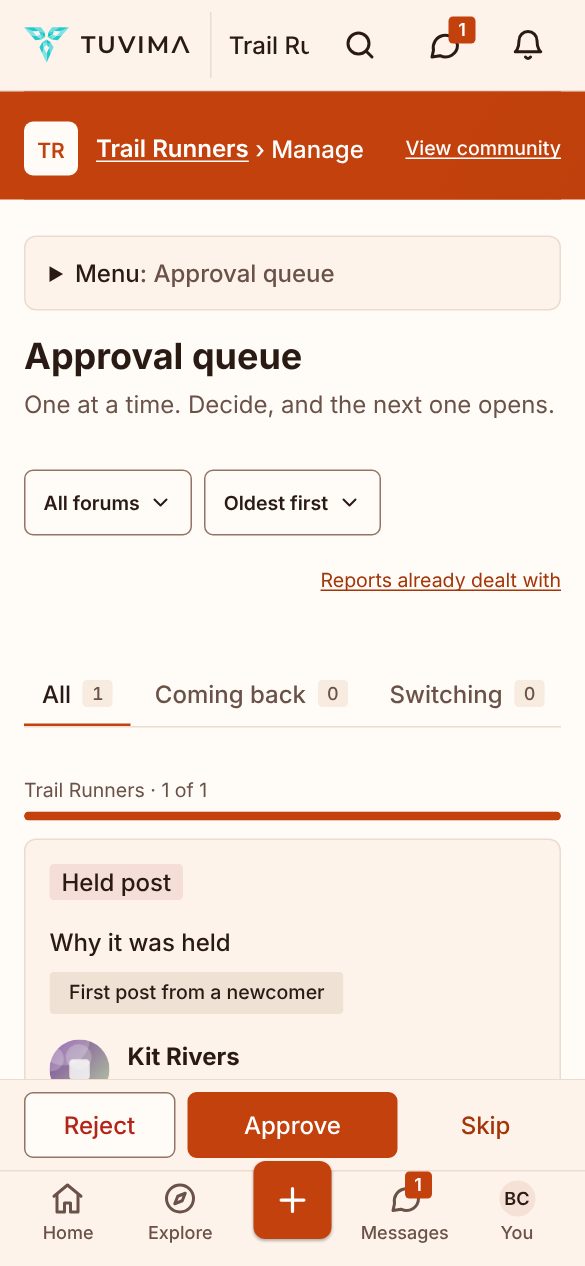 TUVIMA
Trail Ru
1
TR
Trail Runners › Manage
View community
Menu: Approval queue
Approval queue
One at a time. Decide, and the next one opens.
All forums
Oldest first
Reports already dealt with
All 1
Coming back 0
Switching 0
Trail Runners · 1 of 1
Held post
Why it was held
First post from a newcomer
Kit Rivers
Reject
Approve
Skip
1
BC
Home
Explore
Messages
You